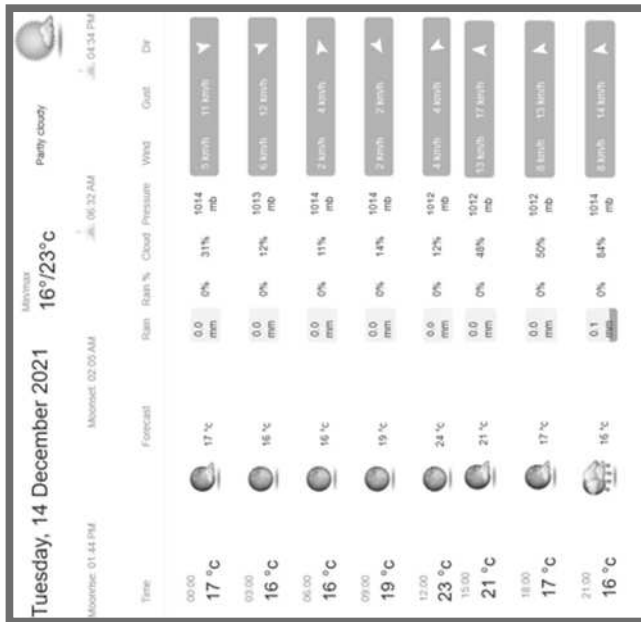 Tuesday, 14 December 2021
Min/max
16°/23°c
Partly cloudy
Moonrise: 01:44 PM
Moonset: 02:05 AM
06:32 AM
04:34 PM
Time Forecast Rain Rain % Cloud Pressure Wind Gust Dir
00:00
17 °c 17 °c 0.0 mm 0% 31% 1014 mb 5 km/h 11 km/h
03:00
16 °c 16 °c 0.0 mm 0% 12% 1013 mb 6 km/h 12 km/h
06:00
16 °c 16 °c 0.0 mm 0% 11% 1014 mb 2 km/h 4 km/h
09:00
19 °c 19 °c 0.0 mm 0% 14% 1014 mb 2 km/h 2 km/h
12:00
23 °c 24 °c 0.0 mm 0% 12% 1012 mb 4 km/h 4 km/h
15:00
21 °c 21 °c 0.0 mm 0% 48% 1012 mb 13 km/h 17 km/h
18:00
17 °c 17 °c 0.0 mm 0% 50% 1012 mb 8 km/h 13 km/h
21:00
16 °c 16 °c 0.1 mm 0% 84% 1014 mb 8 km/h 14 km/h